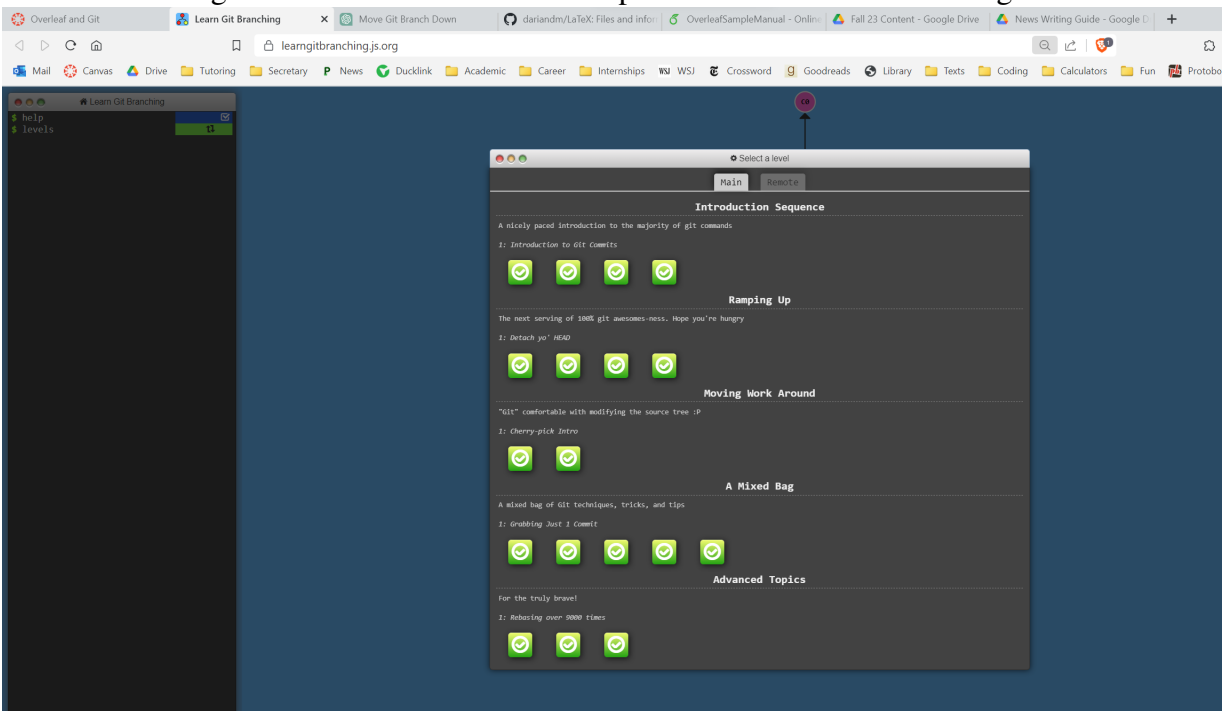 Overleaf and Git
Learn Git Branching
Move Git Branch Down
dariandm/LaTeX: Files and infor
OverleafSampleManual - Online
Fall 23 Content - Google Drive
News Writing Guide - Google D
learngitbranching.js.org
Mail Canvas Drive Tutoring Secretary News Ducklink Academic Career Internships WSJ WSJ Crossword Goodreads Library Texts Coding Calculators Fun Protobo
Learn Git Branching
$ help
$ levels
C0
Select a level
Main Remote
Introduction Sequence
A nicely paced introduction to the majority of git commands
1: Introduction to Git Commits
Ramping Up
The next serving of 100% git awesomes-ness. Hope you're hungry
1: Detach yo' HEAD
Moving Work Around
"Git" comfortable with modifying the source tree :P
1: Cherry-pick Intro
A Mixed Bag
A mixed bag of Git techniques, tricks, and tips
1: Grabbing Just 1 Commit
Advanced Topics
For the truly brave!
1: Rebasing over 9000 times